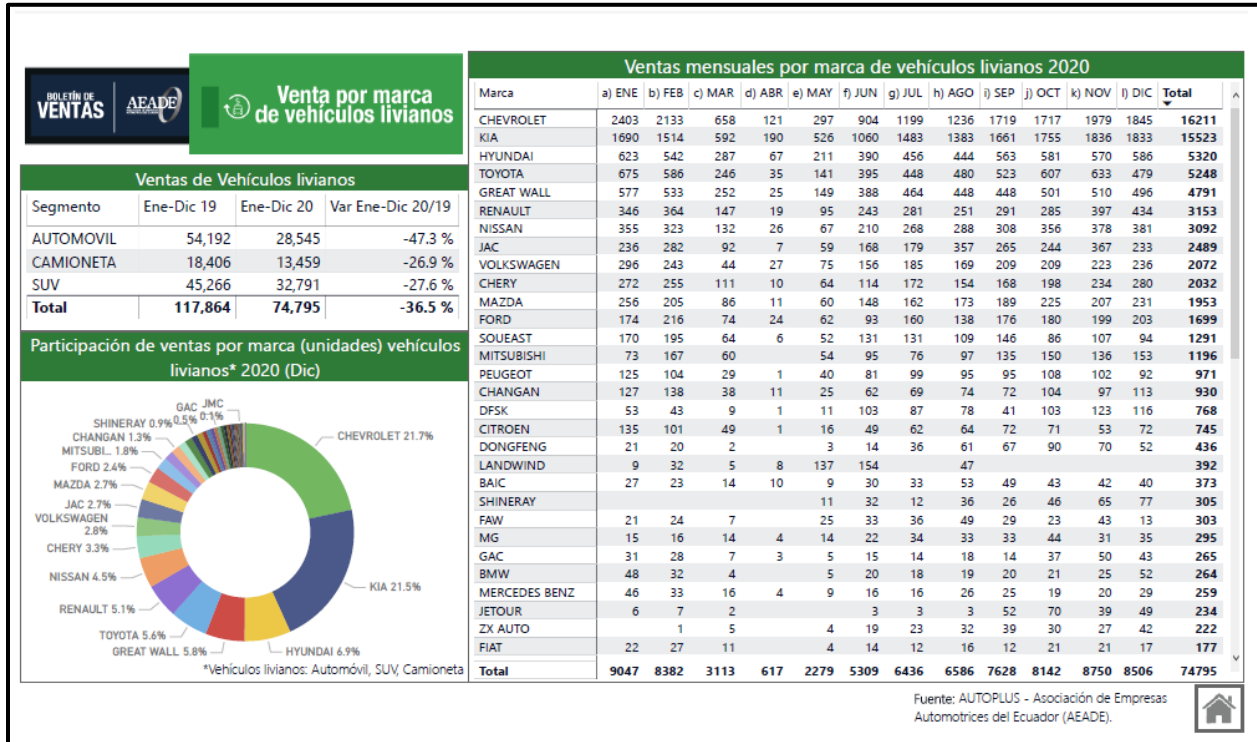 BOLETÍN DE
VENTAS
AEADE
Venta por marca
de vehículos livianos
Ventas de Vehículos livianos
Segmento Ene-Dic 19 Ene-Dic 20 Var Ene-Dic 20/19
AUTOMOVIL 54,192 28,545 -47.3 %
CAMIONETA 18,406 13,459 -26.9 %
SUV 45,266 32,791 -27.6 %
Total 117,864 74,795 -36.5 %
Participación de ventas por marca (unidades) vehículos
livianos* 2020 (Dic)
GAC JMC
SHINERAY 0.9% 0.5% 0.1%
CHANGAN 1.3%
MITSUBI... 1.8%
FORD 2.4%
MAZDA 2.7%
JAC 2.7%
VOLKSWAGEN
2.8%
CHERY 3.3%
NISSAN 4.5%
RENAULT 5.1%
TOYOTA 5.6%
GREAT WALL 5.8%
HYUNDAI 6.9%
KIA 21.5%
CHEVROLET 21.7%
*Vehículos livianos: Automóvil, SUV, Camioneta
Ventas mensuales por marca de vehículos livianos 2020
Marca a) ENE b) FEB c) MAR d) ABR e) MAY f) JUN g) JUL h) AGO i) SEP j) OCT k) NOV l) DIC Total
CHEVROLET 2403 2133 658 121 297 904 1199 1236 1719 1717 1979 1845 16211
KIA 1690 1514 592 190 526 1060 1483 1383 1661 1755 1836 1833 15523
HYUNDAI 623 542 287 67 211 390 456 444 563 581 570 586 5320
TOYOTA 675 586 246 35 141 395 448 480 523 607 633 479 5248
GREAT WALL 577 533 252 25 149 388 464 448 448 501 510 496 4791
RENAULT 346 364 147 19 95 243 281 251 291 285 397 434 3153
NISSAN 355 323 132 26 67 210 268 288 308 356 378 381 3092
JAC 236 282 92 7 59 168 179 357 265 244 367 233 2489
VOLKSWAGEN 296 243 44 27 75 156 185 169 209 209 223 236 2072
CHERY 272 255 111 10 64 114 172 154 168 198 234 280 2032
MAZDA 256 205 86 11 60 148 162 173 189 225 207 231 1953
FORD 174 216 74 24 62 93 160 138 176 180 199 203 1699
SOUEAST 170 195 64 6 52 131 131 109 146 86 107 94 1291
MITSUBISHI 73 167 60 54 95 76 97 135 150 136 153 1196
PEUGEOT 125 104 29 1 40 81 99 95 95 108 102 92 971
CHANGAN 127 138 38 11 25 62 69 74 72 104 97 113 930
DFSK 53 43 9 1 11 103 87 78 41 103 123 116 768
CITROEN 135 101 49 1 16 49 62 64 72 71 53 72 745
DONGFENG 21 20 2 3 14 36 61 67 90 70 52 436
LANDWIND 9 32 5 8 137 154 47 392
BAIC 27 23 14 10 9 30 33 53 49 43 42 40 373
SHINERAY 11 32 12 36 26 46 65 77 305
FAW 21 24 7 25 33 36 49 29 23 43 13 303
MG 15 16 14 4 14 22 34 33 33 44 31 35 295
GAC 31 28 7 3 5 15 14 18 14 37 50 43 265
BMW 48 32 4 5 20 18 19 20 21 25 52 264
MERCEDES BENZ 46 33 16 4 9 16 16 26 25 19 20 29 259
JETOUR 6 7 2 3 3 3 52 70 39 49 234
ZX AUTO 1 5 4 19 23 32 39 30 27 42 222
FIAT 22 27 11 4 14 12 16 12 21 21 17 177
Total 9047 8382 3113 617 2279 5309 6436 6586 7628 8142 8750 8506 74795
Fuente: AUTOPLUS - Asociación de Empresas
Automotrices del Ecuador (AEADE).